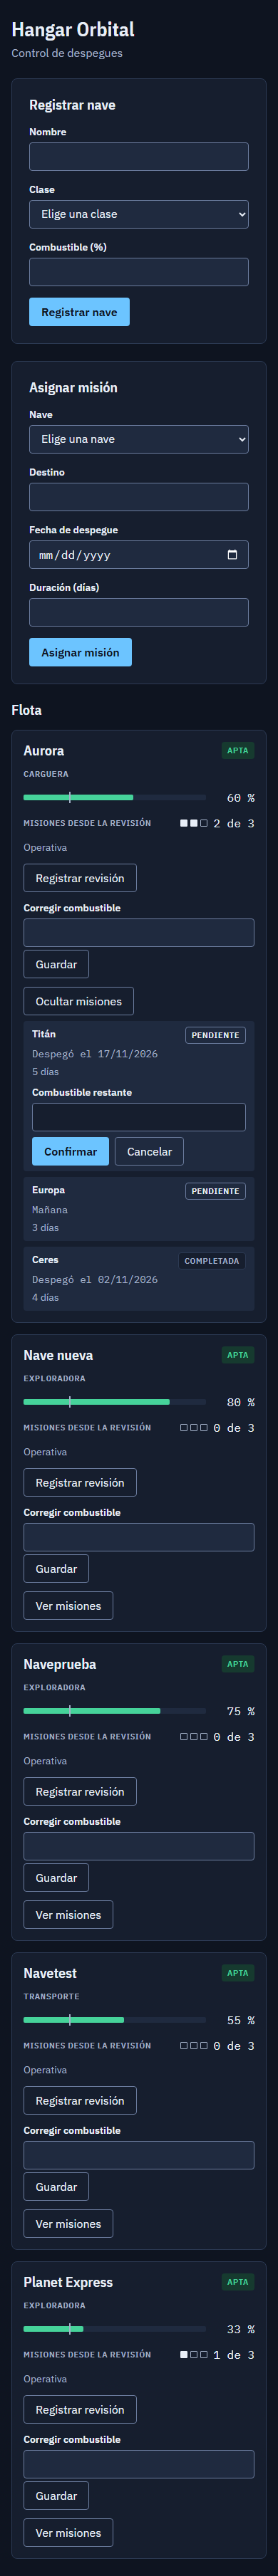 Hangar Orbital
Control de despegues
Registrar nave
Nombre
Clase
Elige una clase
Combustible (%)
Registrar nave
Asignar misión
Nave
Elige una nave
Destino
Fecha de despegue
mm/dd/yyyy
Duración (días)
Asignar misión
Flota
Aurora APTA
CARGUERA
60 %
MISIONES DESDE LA REVISIÓN 2 de 3
Operativa
Registrar revisión
Corregir combustible
Guardar
Ocultar misiones
Titán PENDIENTE
Despegó el 17/11/2026
5 días
Combustible restante
Confirmar Cancelar
Europa PENDIENTE
Mañana
3 días
Ceres COMPLETADA
Despegó el 02/11/2026
4 días
Nave nueva APTA
EXPLORADORA
80 %
MISIONES DESDE LA REVISIÓN 0 de 3
Operativa
Registrar revisión
Corregir combustible
Guardar
Ver misiones
Naveprueba APTA
EXPLORADORA
75 %
MISIONES DESDE LA REVISIÓN 0 de 3
Operativa
Registrar revisión
Corregir combustible
Guardar
Ver misiones
Navetest APTA
TRANSPORTE
55 %
MISIONES DESDE LA REVISIÓN 0 de 3
Operativa
Registrar revisión
Corregir combustible
Guardar
Ver misiones
Planet Express APTA
EXPLORADORA
33 %
MISIONES DESDE LA REVISIÓN 1 de 3
Operativa
Registrar revisión
Corregir combustible
Guardar
Ver misiones